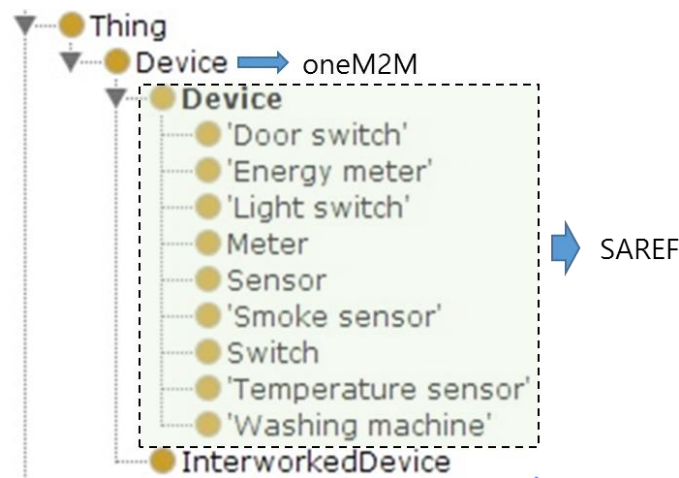 Thing
Device oneM2M
Device
'Door switch'
'Energy meter'
'Light switch'
Meter
Sensor SAREF
'Smoke sensor'
Switch
'Temperature sensor'
'Washing machine'
InterworkedDevice